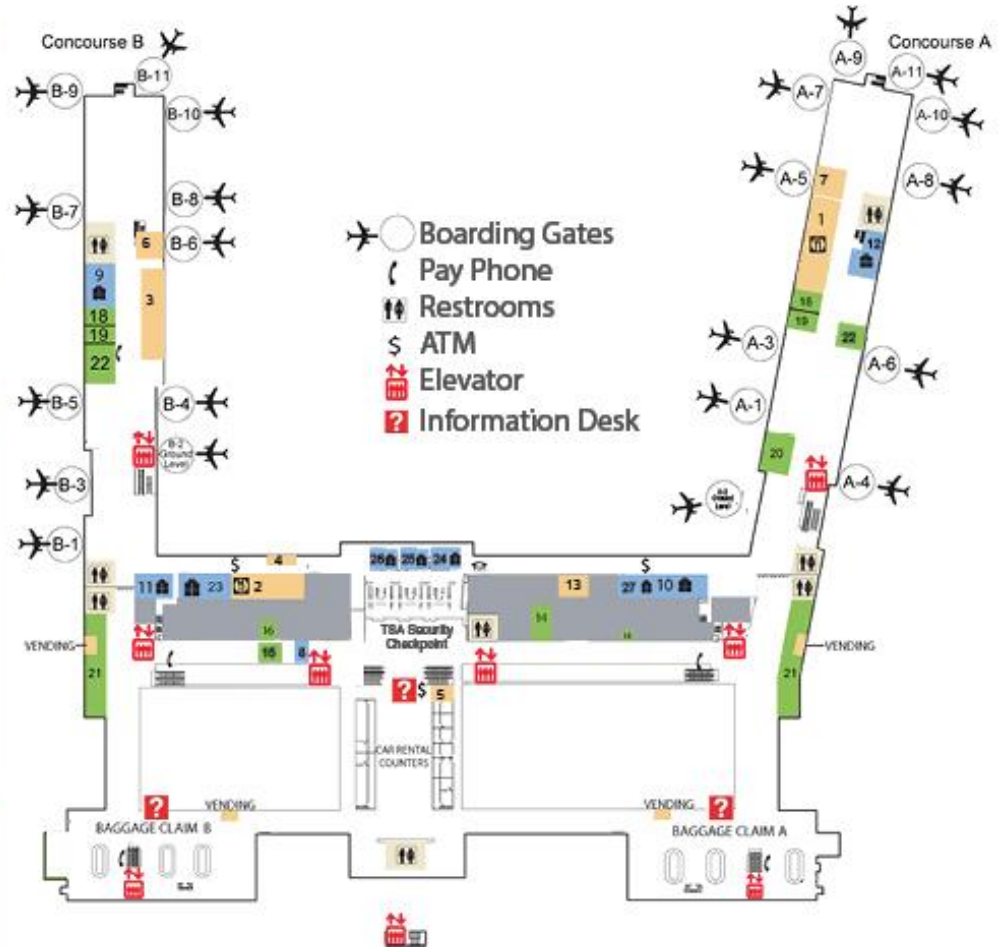 Concourse B
Concourse A
B-11
B-9
B-10
B-7
B-8
B-6
6
9
3
18
19
22
B-5
B-4
B-2
Ground
Level
B-3
B-1
A-9
A-11
A-7
A-10
A-5
7
A-8
1
12
18
19
22
A-3
A-6
A-1
20
A-4
Boarding Gates
Pay Phone
Restrooms
$ ATM
Elevator
? Information Desk
$
4
26
25
24
$
11
23
2
13
27
10
TSA Security
Checkpoint
16
14
VENDING
15
8
VENDING
21
21
?
$
5
CAR RENTAL
COUNTERS
?
VENDING
VENDING
?
BAGGAGE CLAIM B
BAGGAGE CLAIM A